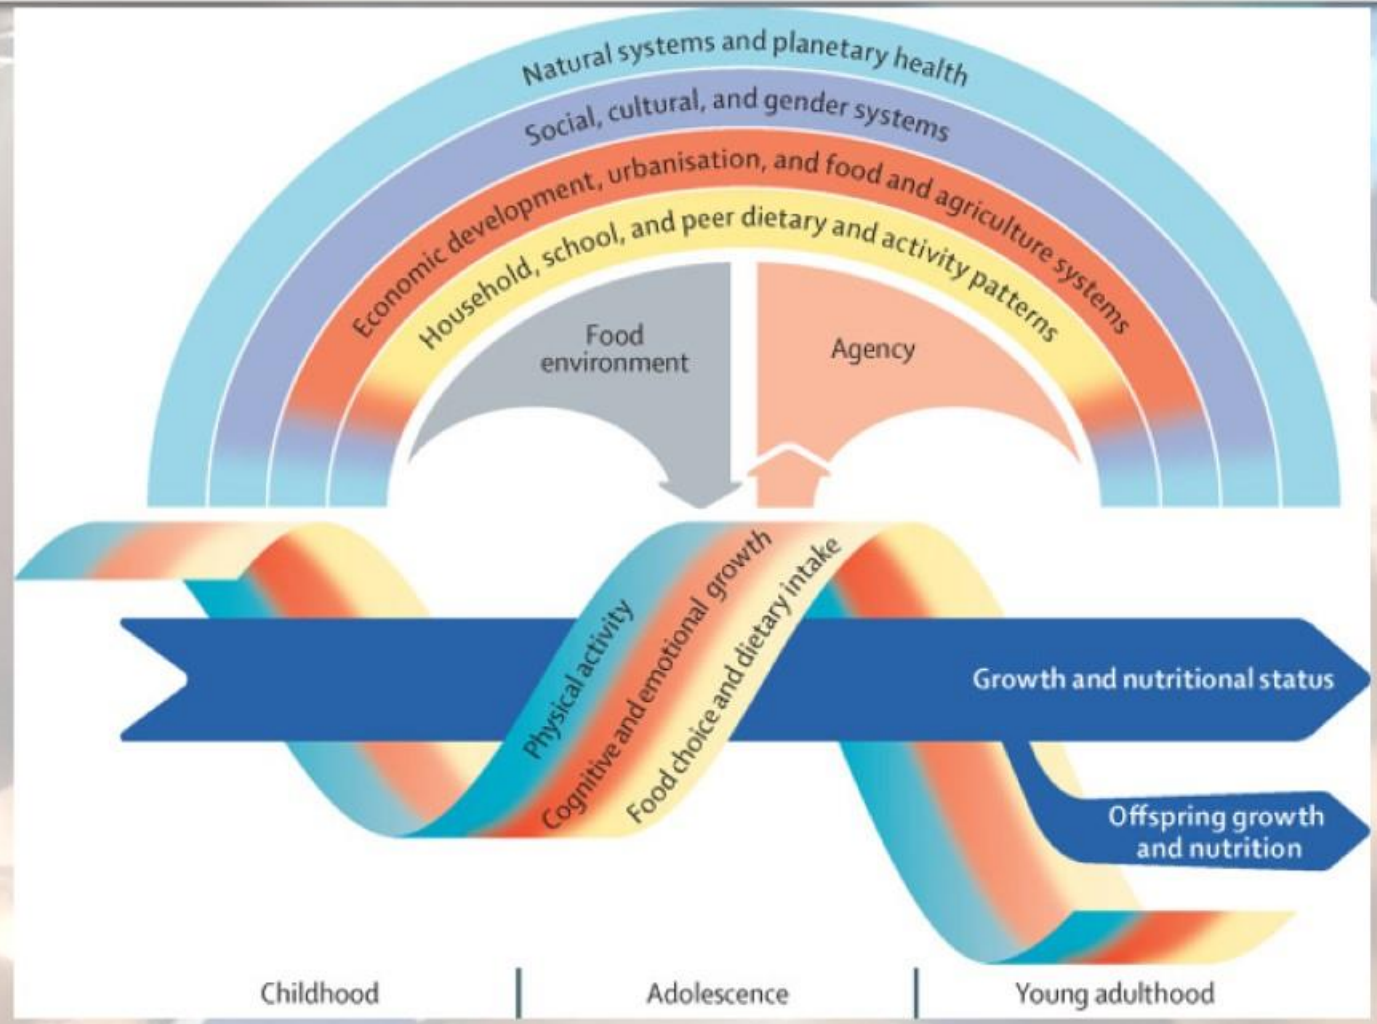 Natural systems and planetary health
Social, cultural, and gender systems
Economic development, urbanisation, and food and agriculture systems
Household, school, and peer dietary and activity patterns
Food
environment
Agency
Physical activity
Cognitive and emotional growth
Food choice and dietary intake
Growth and nutritional status
Offspring growth
and nutrition
Childhood
Adolescence
Young adulthood